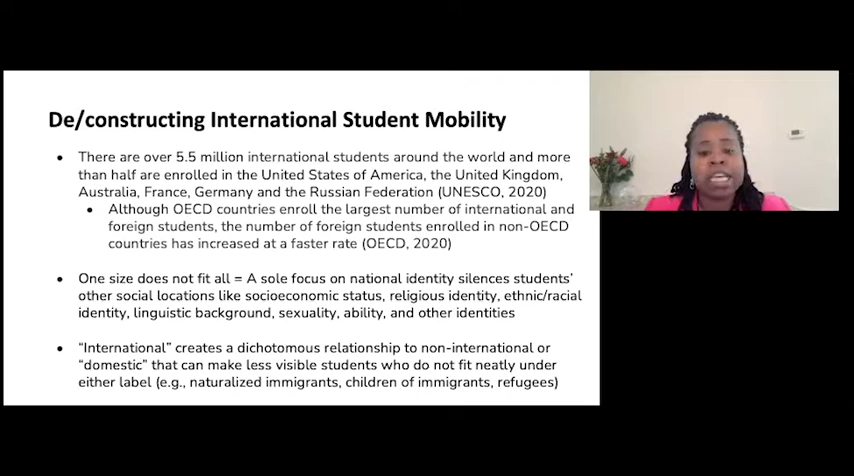 De/constructing International Student Mobility
• There are over 5.5 million international students around the world and more
than half are enrolled in the United States of America, the United Kingdom,
Australia, France, Germany and the Russian Federation (UNESCO, 2020)
• Although OECD countries enroll the largest number of international and
foreign students, the number of foreign students enrolled in non-OECD
countries has increased at a faster rate (OECD, 2020)
• One size does not fit all = A sole focus on national identity silences students’
other social locations like socioeconomic status, religious identity, ethnic/racial
identity, linguistic background, sexuality, ability, and other identities
• “International” creates a dichotomous relationship to non-international or
“domestic” that can make less visible students who do not fit neatly under
either label (e.g., naturalized immigrants, children of immigrants, refugees)